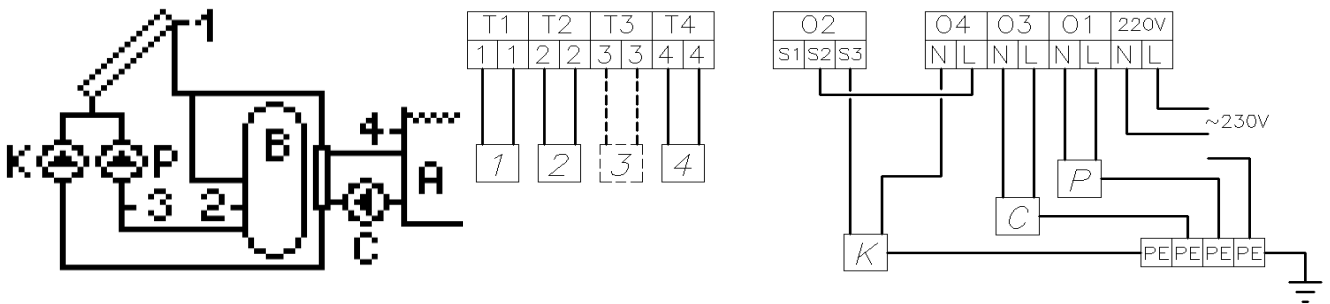 1
K P B 4 A
3 2
C
T1 T2 T3 T4
1 1 2 2 3 3 4 4
1 2 3 4
O2 O4 O3 O1 220V
S1 S2 S3 N L N L N L N L
~230V
P
C
K PE PE PE PE